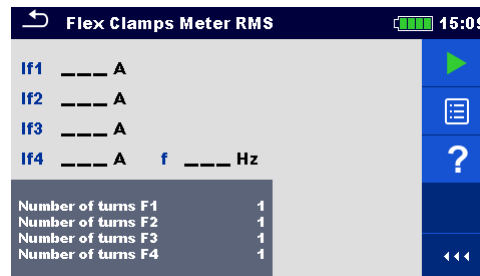 Flex Clamps Meter RMS 15:09
If1 ___ A
If2 ___ A
If3 ___ A
If4 ___ A f ___ Hz
?
Number of turns F1 1
Number of turns F2 1
Number of turns F3 1
Number of turns F4 1